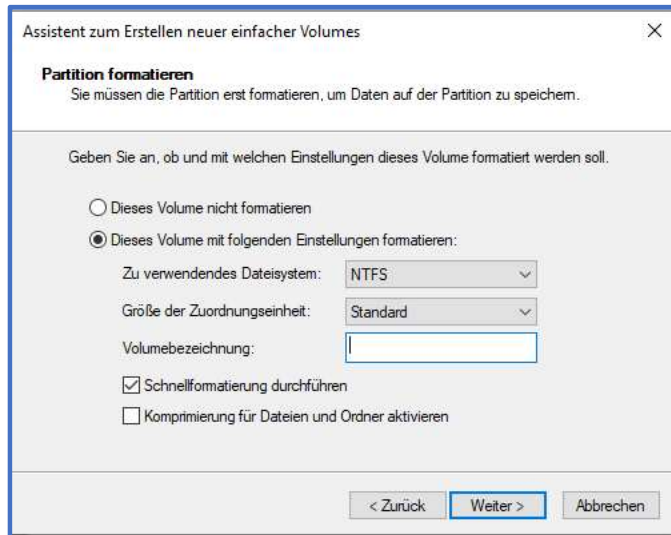 Assistent zum Erstellen neuer einfacher Volumes
Partition formatieren
Sie müssen die Partition erst formatieren, um Daten auf der Partition zu speichern.
Geben Sie an, ob und mit welchen Einstellungen dieses Volume formatiert werden soll.
Dieses Volume nicht formatieren
Dieses Volume mit folgenden Einstellungen formatieren:
Zu verwendendes Dateisystem: NTFS
Größe der Zuordnungseinheit: Standard
Volumebezeichnung:
Schnellformatierung durchführen
Komprimierung für Dateien und Ordner aktivieren
< Zurück Weiter > Abbrechen